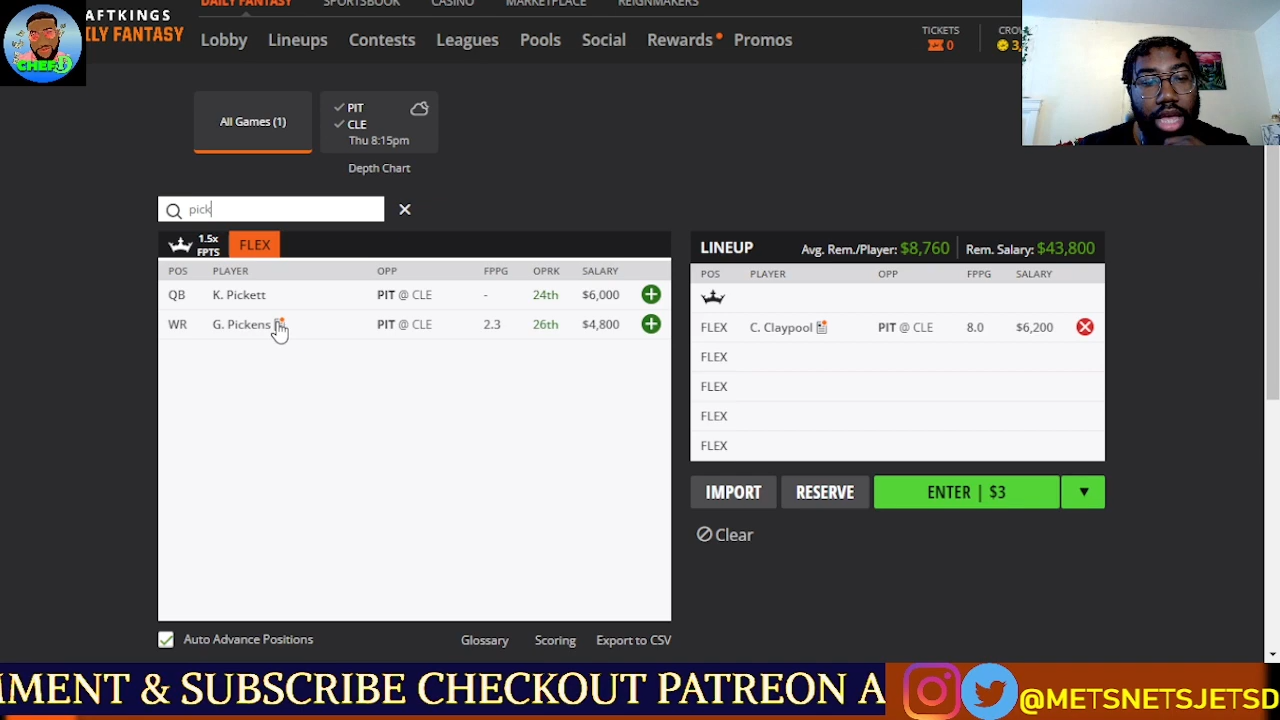 DAILY FANTASY SPORTSBOOK CASINO MARKETPLACE REIGNMAKERS
AFTKINGS
ILY FANTASY
CHEF
Lobby Lineups Contests Leagues Pools Social Rewards Promos
TICKETS
0
CROW
3,
All Games (1)
PIT
CLE
Thu 8:15pm
Depth Chart
pick
1.5x
FPTS
FLEX
POS PLAYER OPP FPPG OPRK SALARY
QB K. Pickett PIT @ CLE - 24th $6,000
WR G. Pickens PIT @ CLE 2.3 26th $4,800
LINEUP Avg. Rem./Player: $8,760 Rem. Salary: $43,800
POS PLAYER OPP FPPG SALARY
FLEX C. Claypool PIT @ CLE 8.0 $6,200
FLEX
FLEX
FLEX
FLEX
IMPORT RESERVE ENTER | $3
Clear
Auto Advance Positions Glossary Scoring Export to CSV
MMENT & SUBSCRIBE CHECKOUT PATREON A
@METSNETSJETSD